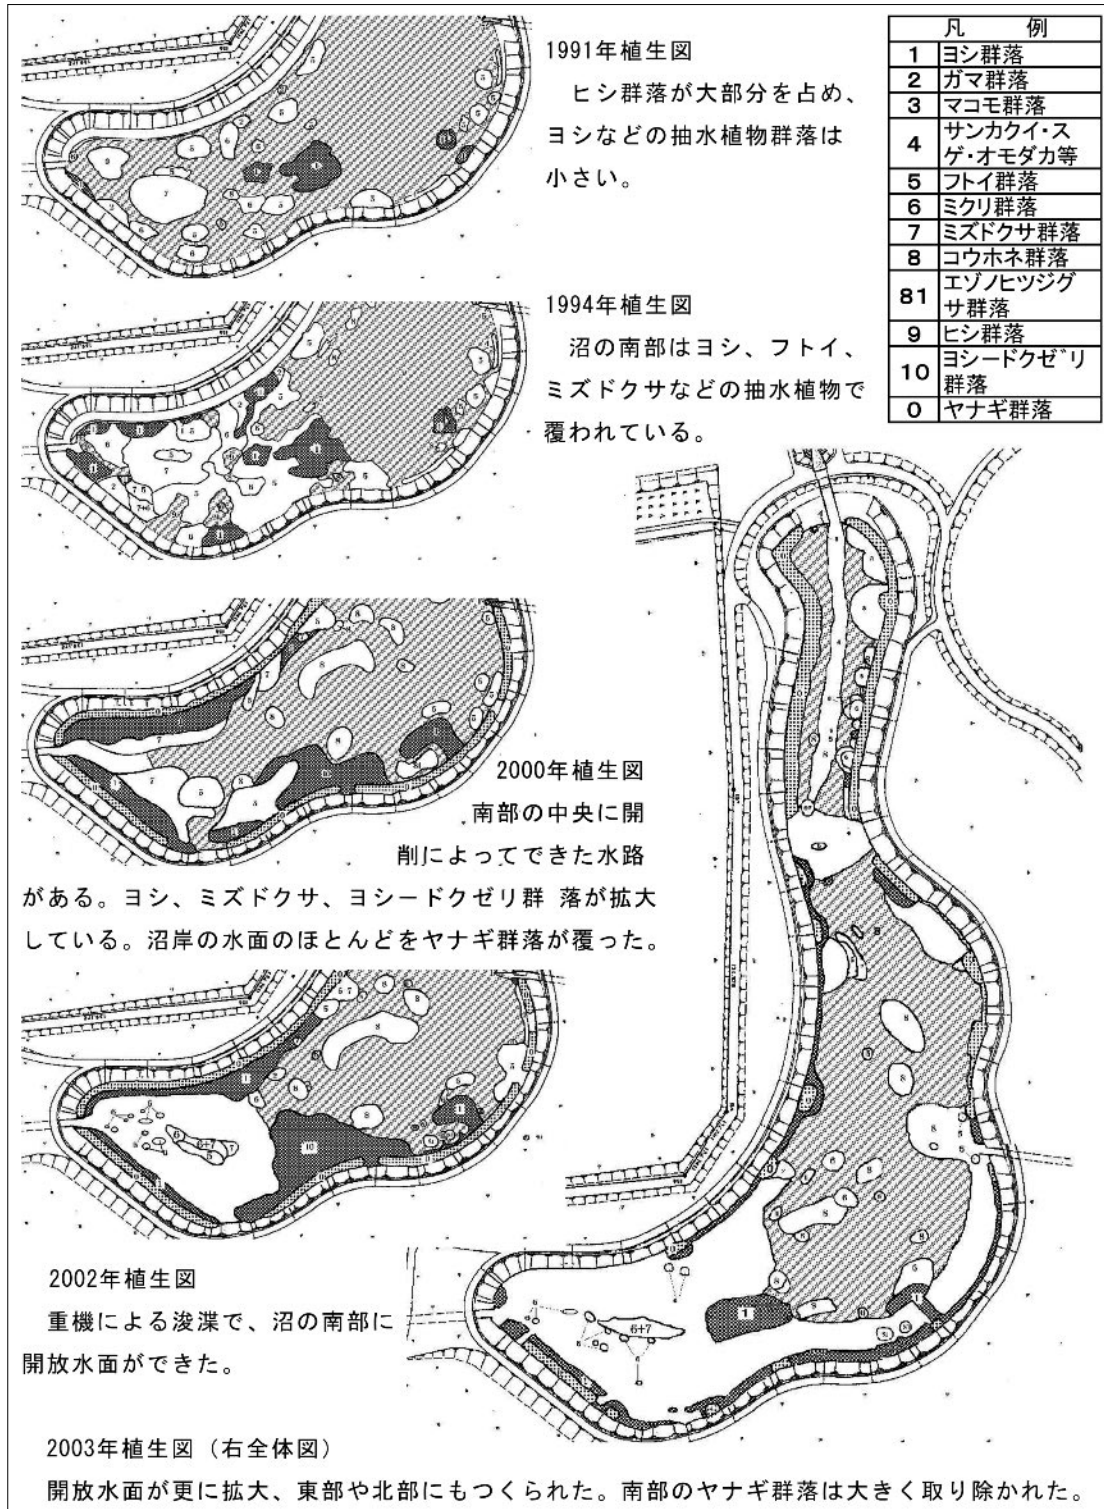 1991年植生図
ヒシ群落が大部分を占め、
ヨシなどの抽水植物群落は
小さい。
凡　　例
1 ヨシ群落
2 ガマ群落
3 マコモ群落
4 サンカクイ・ス
ゲ・オモダカ等
5 フトイ群落
6 ミクリ群落
7 ミズドクサ群落
8 コウホネ群落
81 エゾノヒツジグ
サ群落
9 ヒシ群落
10 ヨシードクゼリ
群落
0 ヤナギ群落
1994年植生図
沼の南部はヨシ、フトイ、
ミズドクサなどの抽水植物で
覆われている。
2000年植生図
南部の中央に開
削によってできた水路
がある。ヨシ、ミズドクサ、ヨシードクゼリ群 落が拡大
している。沼岸の水面のほとんどをヤナギ群落が覆った。
2002年植生図
重機による浚渫で、沼の南部に
開放水面ができた。
6+7
1
2003年植生図（右全体図）
開放水面が更に拡大、東部や北部にもつくられた。南部のヤナギ群落は大きく取り除かれた。